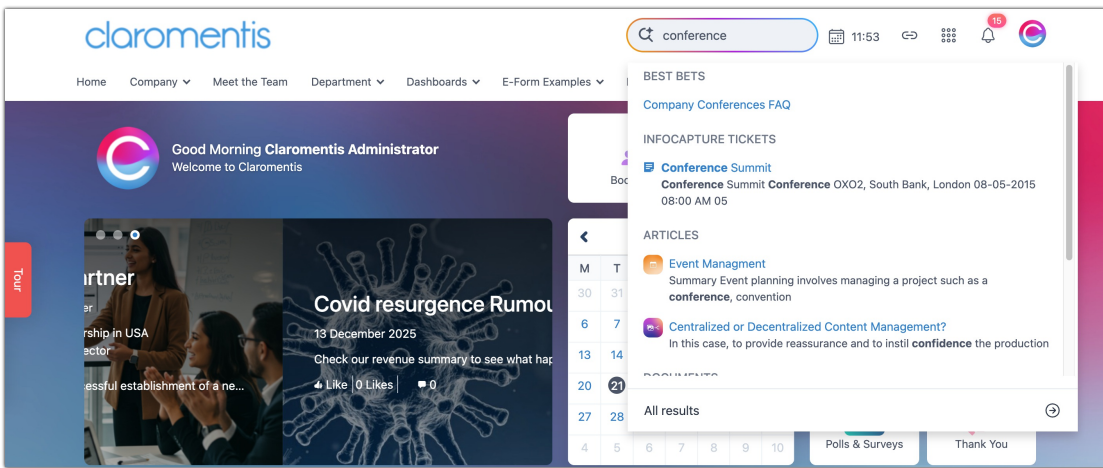 claromentis
conference
11:53
15
Home Company Meet the Team Department Dashboards E-Form Examples
BEST BETS
Company Conferences FAQ
INFOCAPTURE TICKETS
Conference Summit
Conference Summit Conference OXO2, South Bank, London 08-05-2015
08:00 AM 05
ARTICLES
Event Managment
Summary Event planning involves managing a project such as a
conference, convention
Centralized or Decentralized Content Management?
In this case, to provide reassurance and to instil confidence the production
DOCUMENTS
All results
Good Morning Claromentis Administrator
Welcome to Claromentis
Boo
Tour
artner
er
rship in USA
ector
essful establishment of a ne...
Covid resurgence Rumou
13 December 2025
Check our revenue summary to see what hap
Like 0 Likes 0
M T
30 31
6 7
13 14
20 21
27 28
4 5 6 7 8 9 10
Polls & Surveys
Thank You